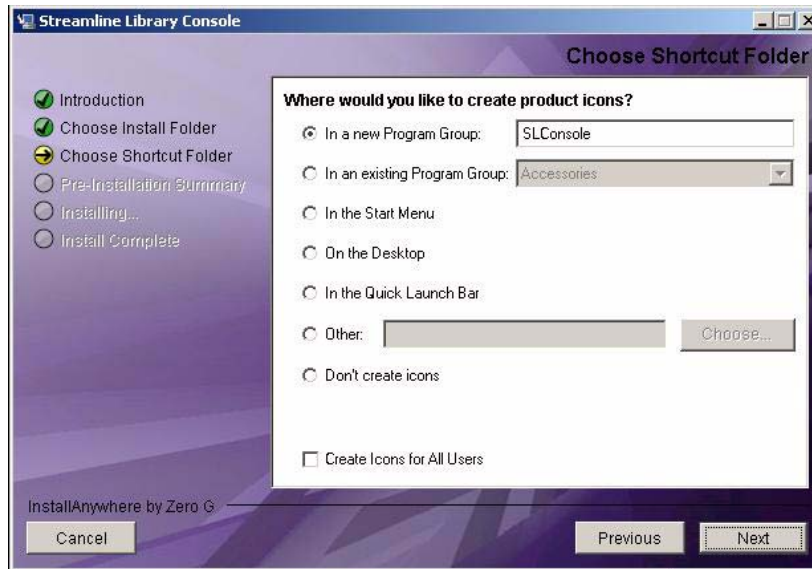 Streamline Library Console
Choose Shortcut Folder
Introduction
Choose Install Folder
Choose Shortcut Folder
Pre-Installation Summary
Installing...
Install Complete
Where would you like to create product icons?
In a new Program Group: SLConsole
In an existing Program Group: Accessories
In the Start Menu
On the Desktop
In the Quick Launch Bar
Other: Choose...
Don't create icons
Create Icons for All Users
InstallAnywhere by Zero G
Cancel Previous Next